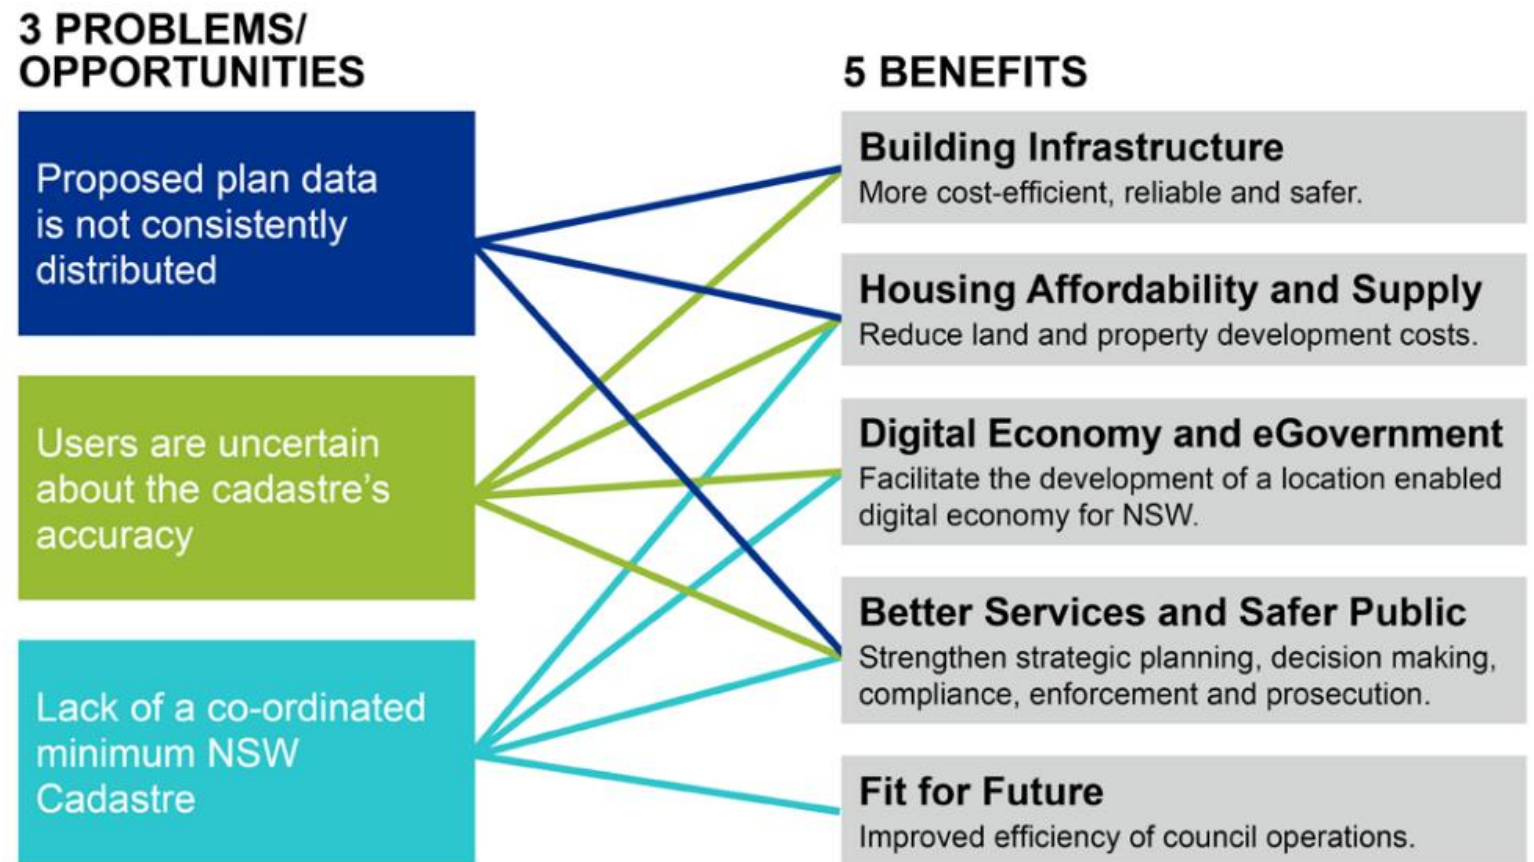 3 PROBLEMS/
OPPORTUNITIES
Proposed plan data
is not consistently
distributed
Users are uncertain
about the cadastre's
accuracy
Lack of a co-ordinated
minimum NSW
Cadastre
5 BENEFITS
Building Infrastructure
More cost-efficient, reliable and safer.
Housing Affordability and Supply
Reduce land and property development costs.
Digital Economy and eGovernment
Facilitate the development of a location enabled
digital economy for NSW.
Better Services and Safer Public
Strengthen strategic planning, decision making,
compliance, enforcement and prosecution.
Fit for Future
Improved efficiency of council operations.